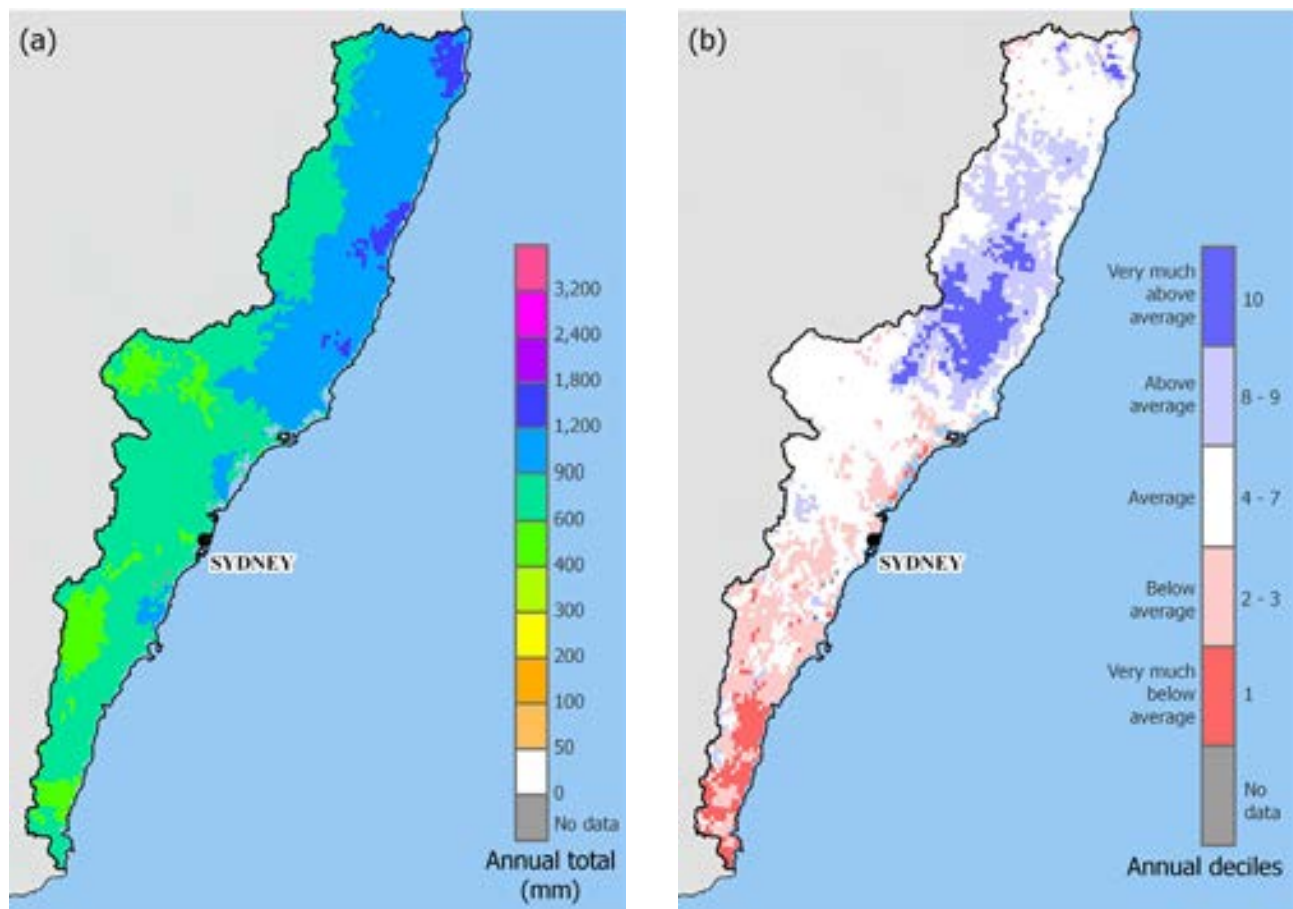 (a)
SYDNEY
3,200
2,400
1,800
1,200
900
600
400
300
200
100
50
0
No data
Annual total
(mm)
(b)
SYDNEY
Very much
above
average
10
Above
average
8 - 9
Average
4 - 7
Below
average
2 - 3
Very much
below
average
1
No
data
Annual deciles